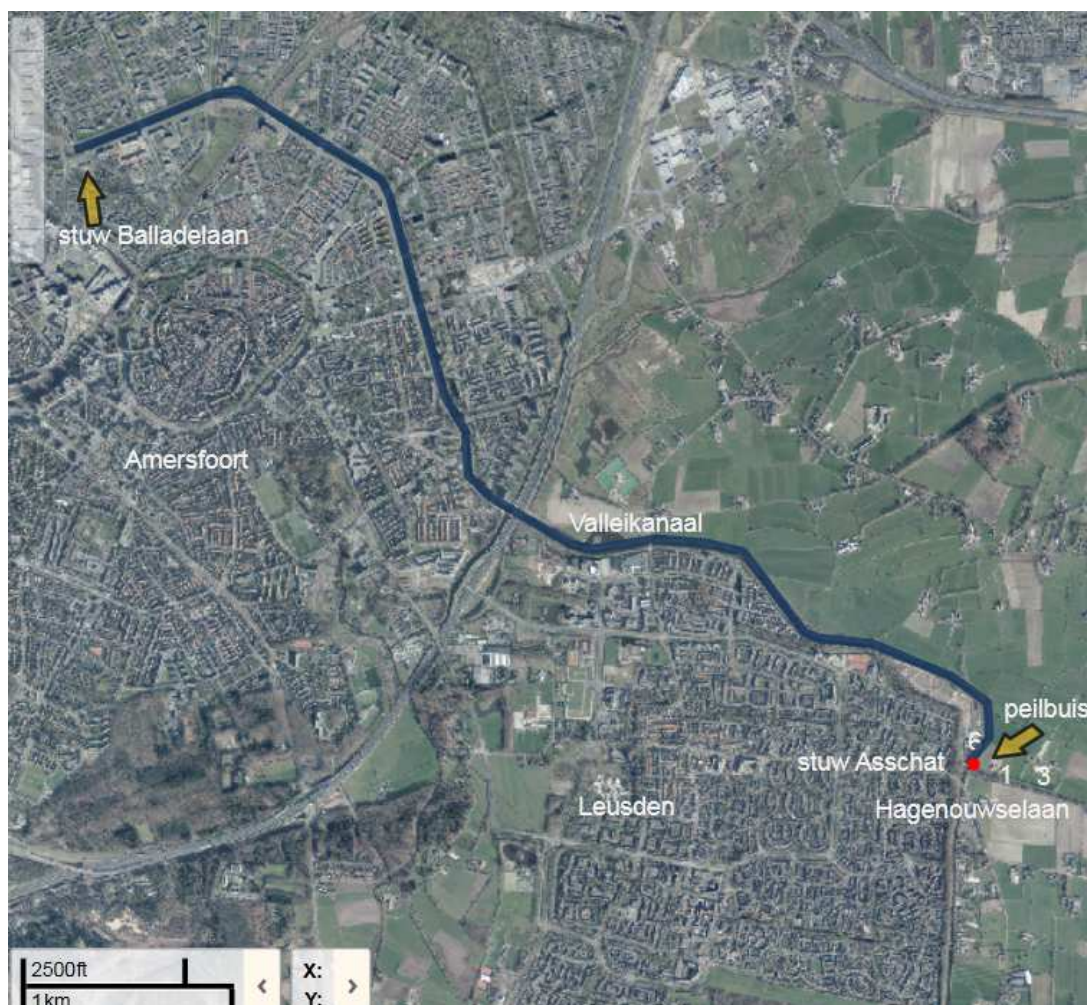 stuw Balladelaan
Amersfoort
Valleikanaal
peilbuis
stuw Asschat
1 3
Hagenouwselaan
Leusden
2500ft
1km
X:
Y: